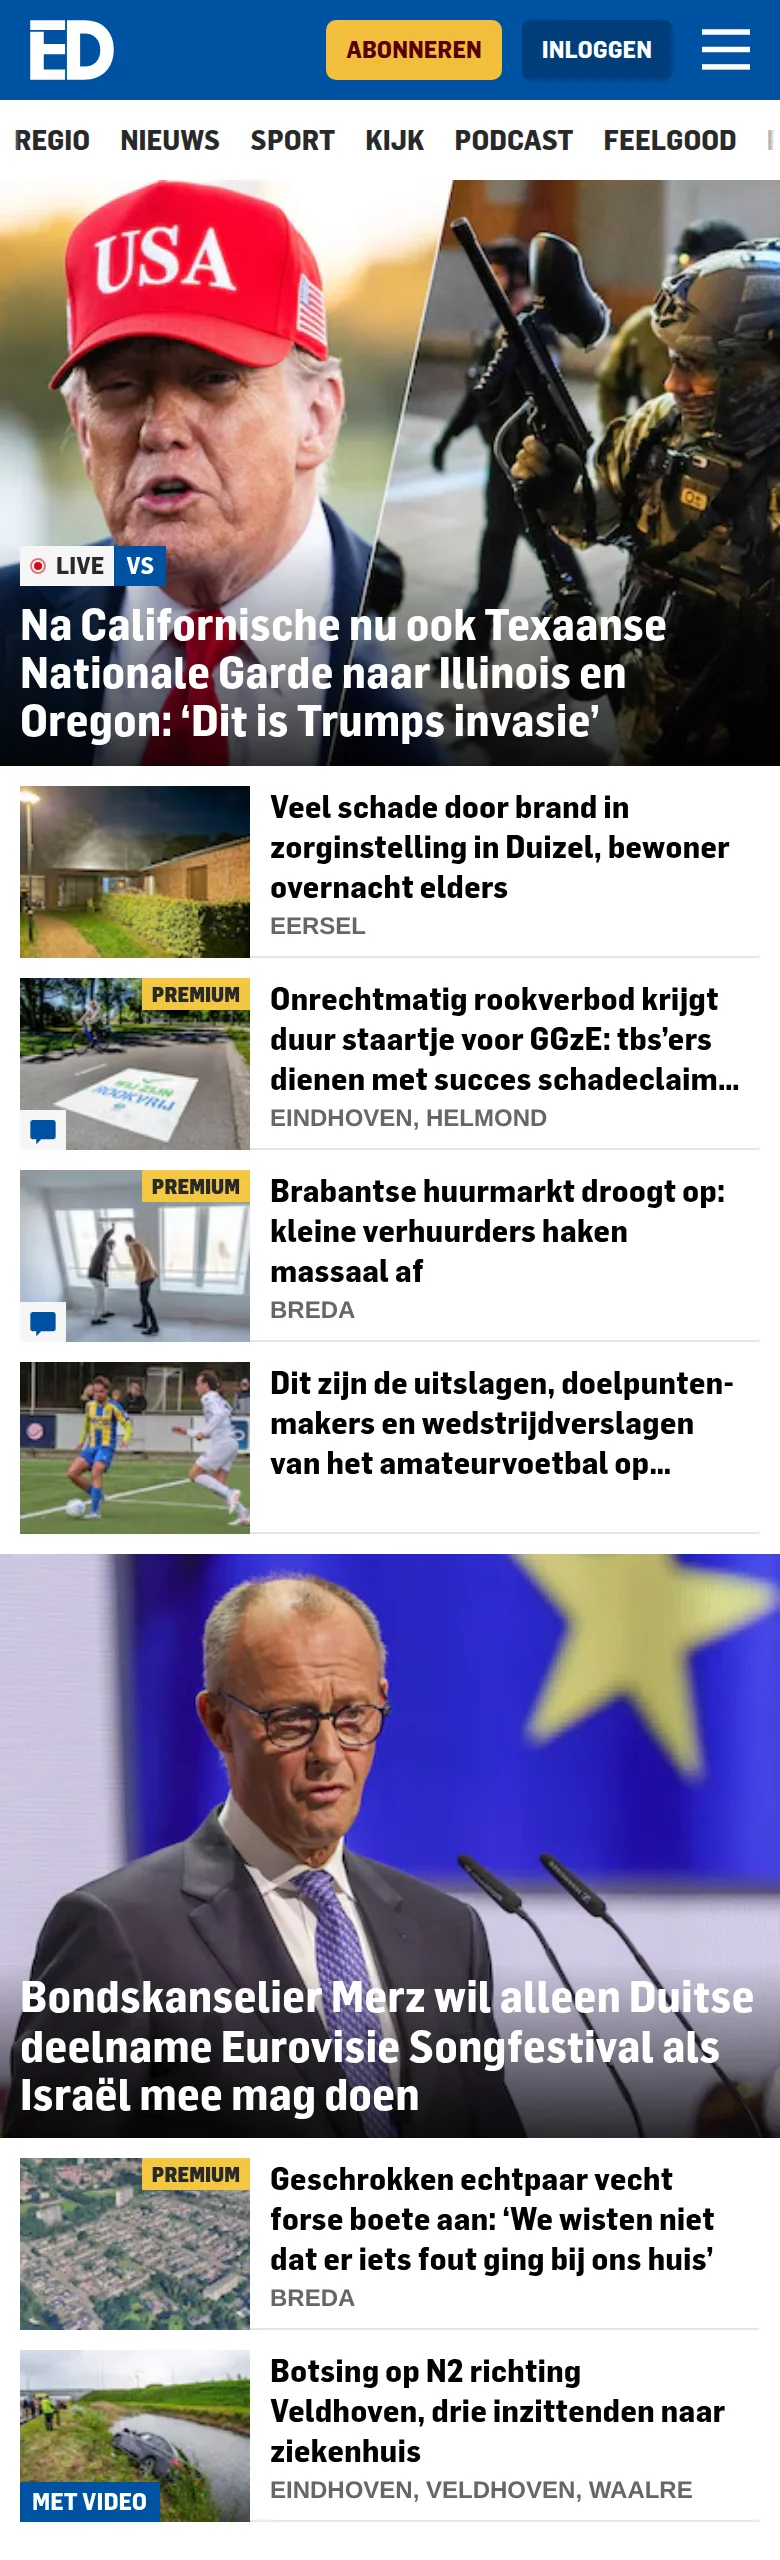 ED
ABONNEREN
INLOGGEN
REGIO NIEUWS SPORT KIJK PODCAST FEELGOOD
USA
LIVE VS
Na Californische nu ook Texaanse
Nationale Garde naar Illinois en
Oregon: ‘Dit is Trumps invasie’
Veel schade door brand in
zorginstelling in Duizel, bewoner
overnacht elders
EERSEL
PREMIUM
WIJ ZIJN
ROOKVRIJ
Onrechtmatig rookverbod krijgt
duur staartje voor GGzE: tbs’ers
dienen met succes schadeclaim...
EINDHOVEN, HELMOND
PREMIUM
Brabantse huurmarkt droogt op:
kleine verhuurders haken
massaal af
BREDA
Dit zijn de uitslagen, doelpunten-
makers en wedstrijdverslagen
van het amateurvoetbal op...
Bondskanselier Merz wil alleen Duitse
deelname Eurovisie Songfestival als
Israël mee mag doen
PREMIUM
Geschrokken echtpaar vecht
forse boete aan: ‘We wisten niet
dat er iets fout ging bij ons huis’
BREDA
MET VIDEO
Botsing op N2 richting
Veldhoven, drie inzittenden naar
ziekenhuis
EINDHOVEN, VELDHOVEN, WAALRE